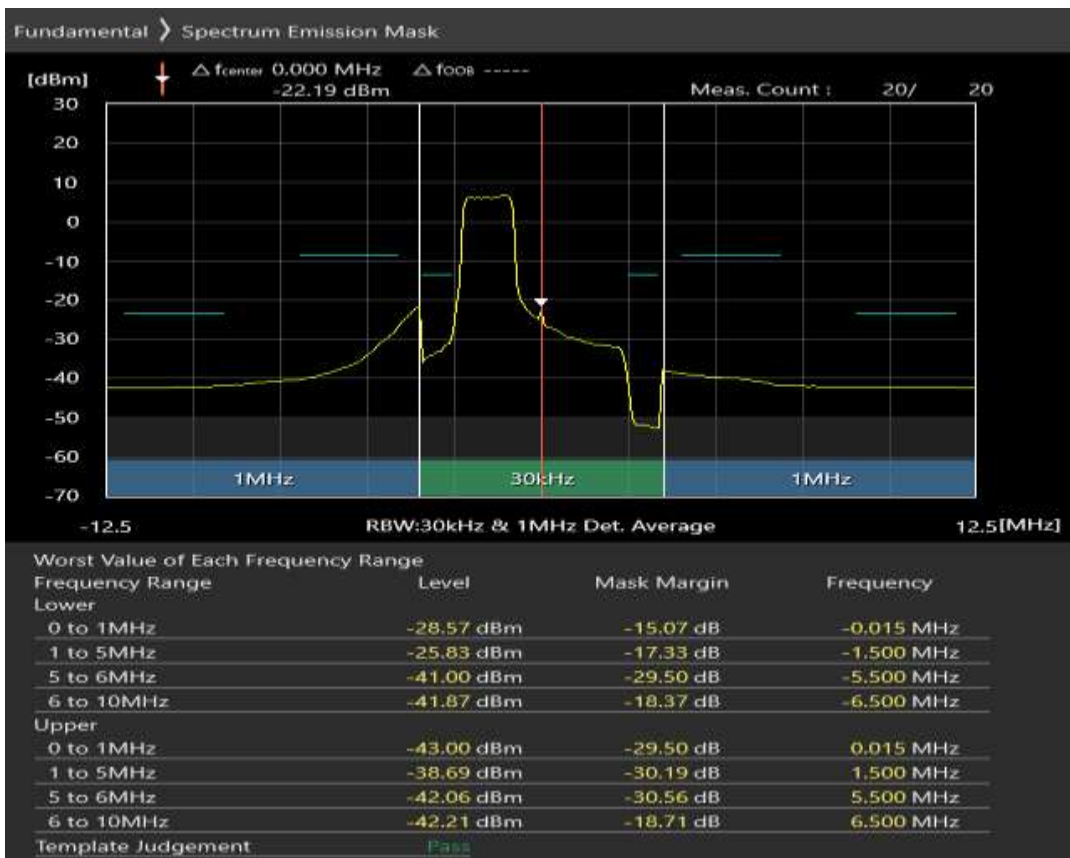 Fundamental ❯ Spectrum Emission Mask
[dBm]
△ fcenter 0.000 MHz △ fOOB -----
-22.19 dBm Meas. Count : 20/ 20
30
20
10
0
-10
-20
-30
-40
-50
-60
-70
1MHz 30kHz 1MHz
-12.5 RBW:30kHz & 1MHz Det. Average 12.5[MHz]
Worst Value of Each Frequency Range
Frequency Range Level Mask Margin Frequency
Lower
0 to 1MHz -28.57 dBm -15.07 dB -0.015 MHz
1 to 5MHz -25.83 dBm -17.33 dB -1.500 MHz
5 to 6MHz -41.00 dBm -29.50 dB -5.500 MHz
6 to 10MHz -41.87 dBm -18.37 dB -6.500 MHz
Upper
0 to 1MHz -43.00 dBm -29.50 dB 0.015 MHz
1 to 5MHz -38.69 dBm -30.19 dB 1.500 MHz
5 to 6MHz -42.06 dBm -30.56 dB 5.500 MHz
6 to 10MHz -42.21 dBm -18.71 dB 6.500 MHz
Template Judgement Pass